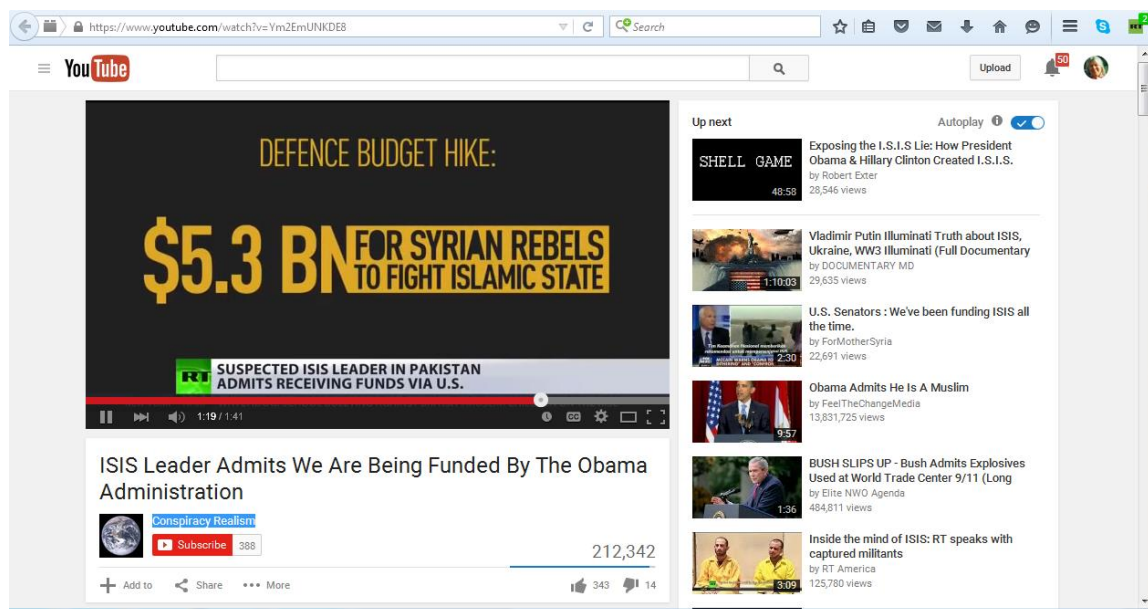 https://www.youtube.com/watch?v=Ym2EmUNKDE8
Search
2
You Tube
Upload
50
DEFENCE BUDGET HIKE:
$5.3 BN FOR SYRIAN REBELS
TO FIGHT ISLAMIC STATE
RT SUSPECTED ISIS LEADER IN PAKISTAN
ADMITS RECEIVING FUNDS VIA U.S.
1:19 / 1:41
CC
ISIS Leader Admits We Are Being Funded By The Obama
Administration
Conspiracy Realism
Subscribe 388
212,342
Add to Share More
343 14
Up next Autoplay
SHELL GAME
48:58
Exposing the I.S.I.S Lie: How President
Obama & Hillary Clinton Created I.S.I.S.
by Robert Exter
28,546 views
1:10:03
Vladimir Putin Illuminati Truth about ISIS,
Ukraine, WW3 Illuminati (Full Documentary
by DOCUMENTARY MD
29,635 views
2:30
U.S. Senators : We've been funding ISIS all
the time.
by ForMotherSyria
22,691 views
9:57
Obama Admits He Is A Muslim
by FeelTheChangeMedia
13,831,725 views
1:36
BUSH SLIPS UP - Bush Admits Explosives
Used at World Trade Center 9/11 (Long
by Elite NWO Agenda
484,811 views
3:09
Inside the mind of ISIS: RT speaks with
captured militants
by RT America
125,780 views